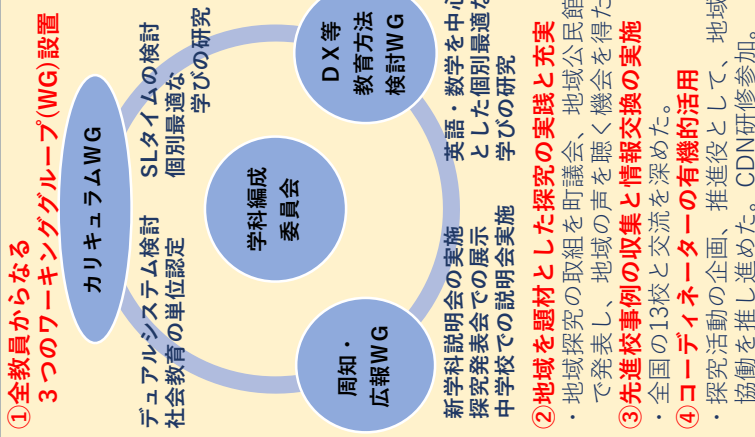 ①全教員からなる
３つのワーキンググループ(WG)設置
カリキュラムWG
デュアルシステム検討
社会教育の単位認定
SLタイムの検討
個別最適な
学びの研究
学科編成
委員会
周知・
広報WG
ＤＸ等
教育方法
検討WG
新学科説明会の実施
探究発表会での展示
中学校での説明会実施
英語・数学を中心
とした個別最適な
学びの研究
②地域を題材とした探究の実践と充実
・地域探究の取組を町議会、地域公民館
で発表し、地域の声を聴く機会を得た
③先進校事例の収集と情報交換の実施
・全国の13校と交流を深めた。
④コーディネーターの有機的活用
・探究活動の企画、推進役として、地域
協働を推し進めた。CDN研修参加。